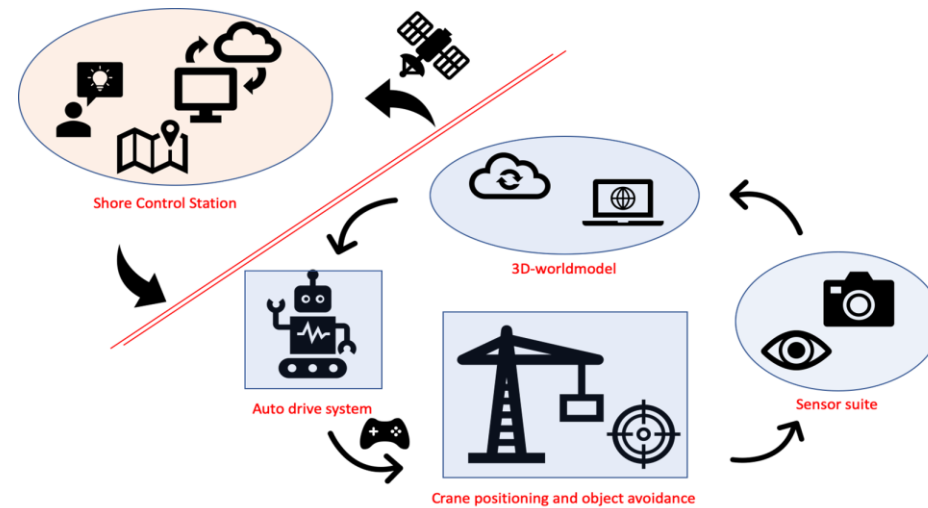 Shore Control Station
3D-worldmodel
Auto drive system
Sensor suite
Crane positioning and object avoidance